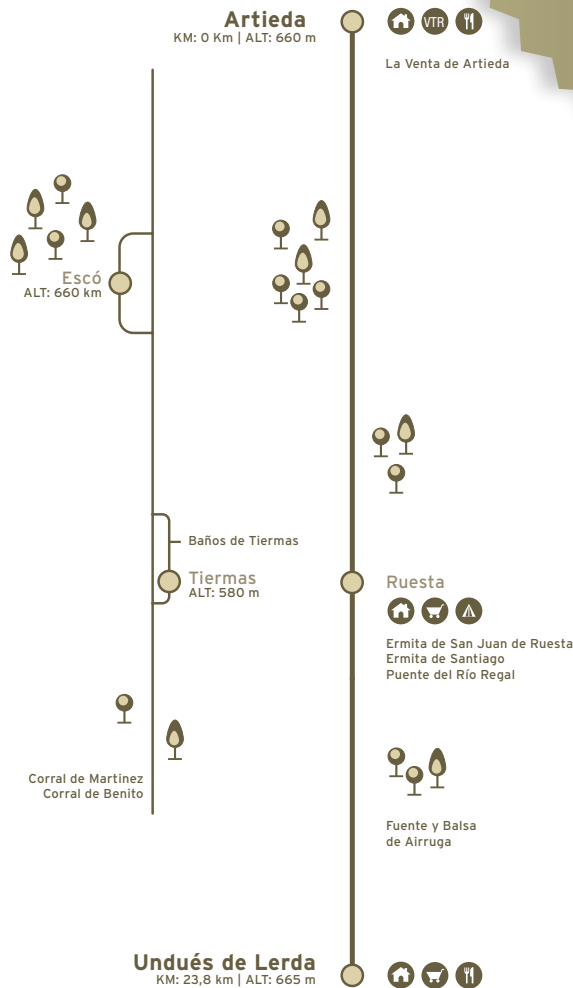 Artieda
KM: 0 Km | ALT: 660 m
VTR
La Venta de Artieda
Escó
ALT: 660 km
Baños de Tiermas
Tiermas
ALT: 580 m
Ruesta
Ermita de San Juan de Ruesta
Ermita de Santiago
Puente del Río Regal
Corral de Martinez
Corral de Benito
Fuente y Balsa
de Airruga
Undués de Lerda
KM: 23,8 km | ALT: 665 m